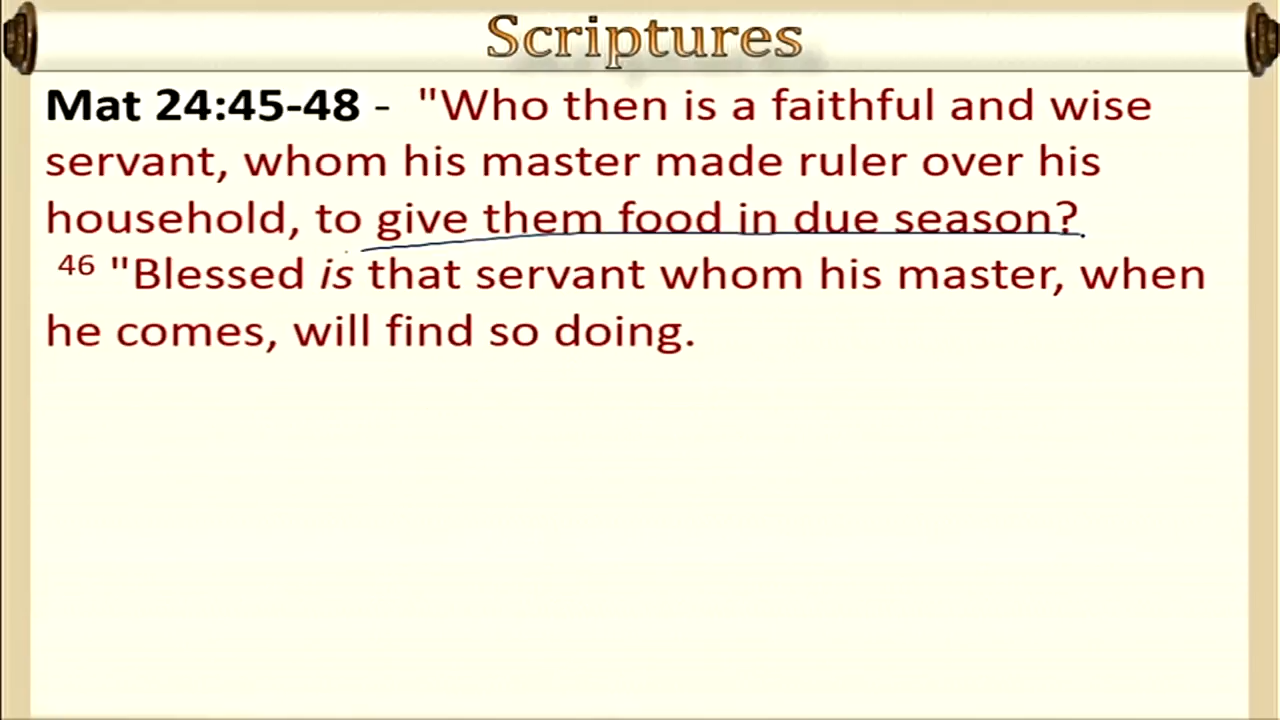 Scriptures
Mat 24:45-48 - "Who then is a faithful and wise
servant, whom his master made ruler over his
household, to give them food in due season?
46 "Blessed is that servant whom his master, when
he comes, will find so doing.